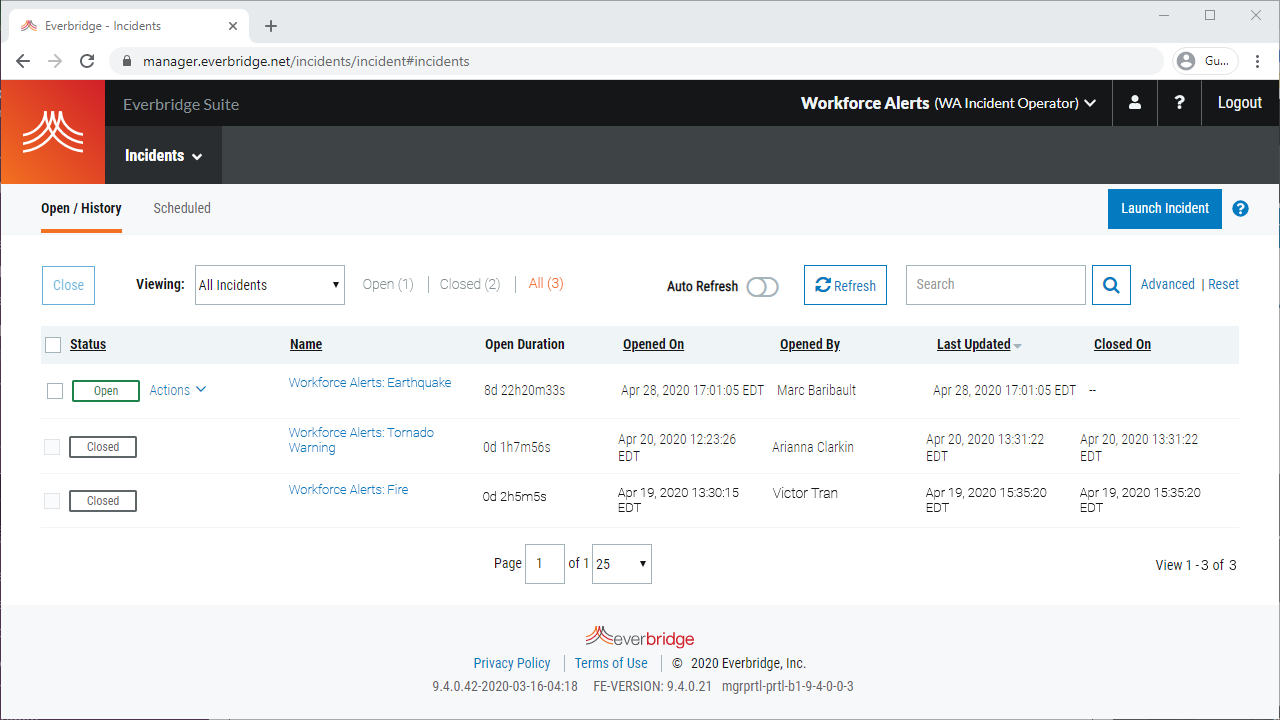 Everbridge - Incidents
manager.everbridge.net/incidents/incident#incidents
Gu...
Everbridge Suite
Workforce Alerts (WA Incident Operator)
?
Logout
Incidents
Open / History
Scheduled
Launch Incident
?
Close
Viewing:
All Incidents
Open (1)
Closed (2)
All (3)
Auto Refresh
Refresh
Search
Advanced | Reset
Status Name Open Duration Opened On Opened By Last Updated Closed On
Open Actions Workforce Alerts: Earthquake 8d 22h20m33s Apr 28, 2020 17:01:05 EDT Marc Baribault Apr 28, 2020 17:01:05 EDT --
Closed Workforce Alerts: Tornado Warning 0d 1h7m56s Apr 20, 2020 12:23:26 EDT Arianna Clarkin Apr 20, 2020 13:31:22 EDT Apr 20, 2020 13:31:22 EDT
Closed Workforce Alerts: Fire 0d 2h5m5s Apr 19, 2020 13:30:15 EDT Victor Tran Apr 19, 2020 15:35:20 EDT Apr 19, 2020 15:35:20 EDT
Page 1 of 1 25
View 1 - 3 of 3
everbridge
Privacy Policy | Terms of Use | © 2020 Everbridge, Inc.
9.4.0.42-2020-03-16-04:18 FE-VERSION: 9.4.0.21 mgrprtl-prtl-b1-9-4-0-0-3